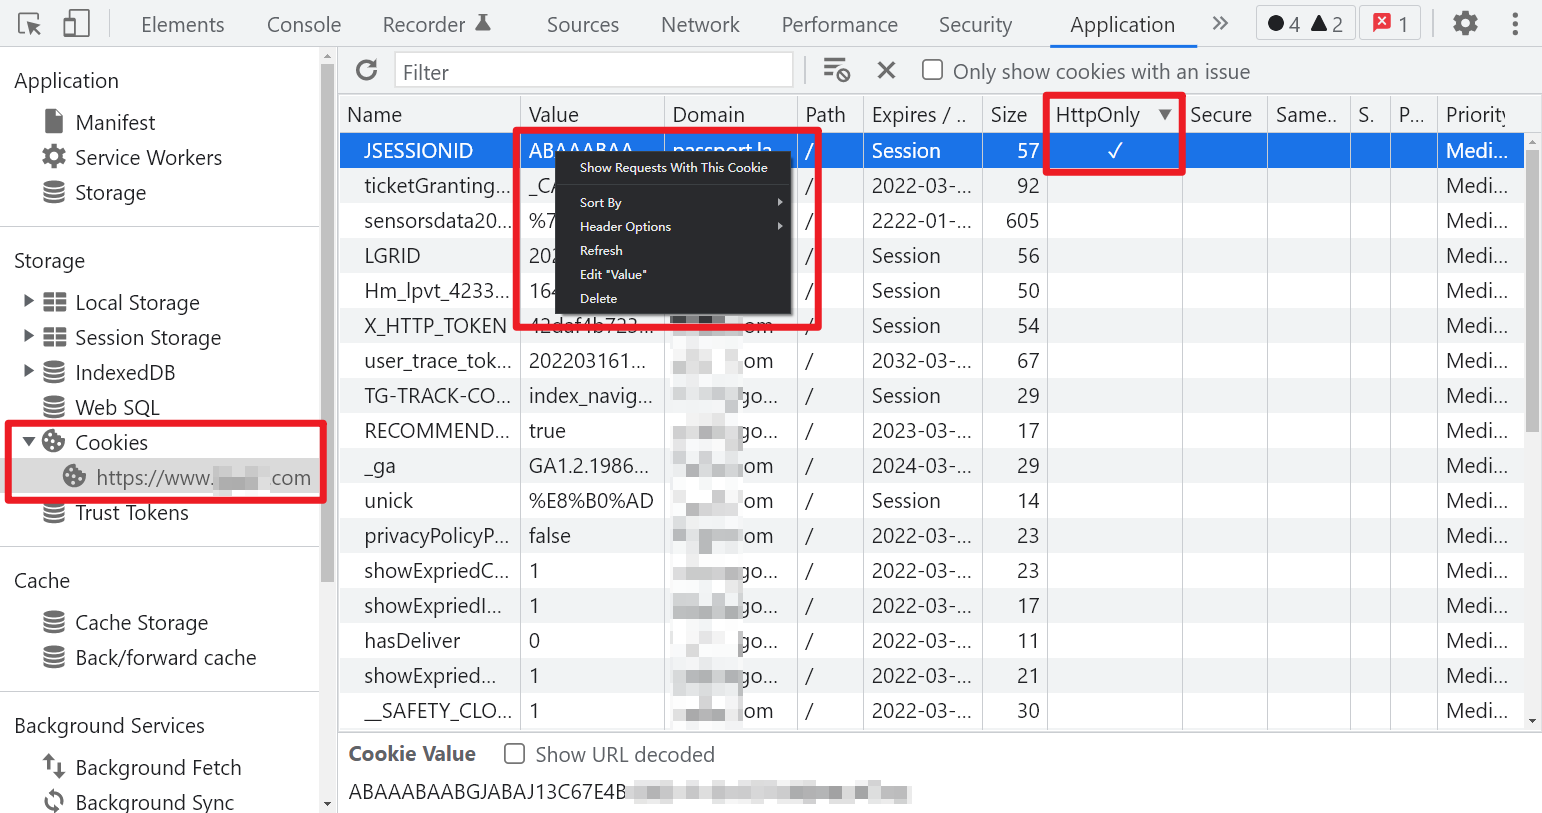 Elements Console Recorder Sources Network Performance Security Application 4 2 1
Application
Manifest
Service Workers
Storage
Storage
Local Storage
Session Storage
IndexedDB
Web SQL
Cookies
https://www. .com
Trust Tokens
Cache
Cache Storage
Back/forward cache
Background Services
Background Fetch
Background Sync
Filter Only show cookies with an issue
Name Value Domain Path Expires / .. Size HttpOnly Secure Same.. S. P... Priority
JSESSIONID ABAAABAA passport.la / Session 57 ✓ Medi...
ticketGranting... _CA / 2022-03-... 92 Medi...
sensorsdata20... %7 / 2222-01-... 605 Medi...
LGRID 202 / Session 56 Medi...
Hm_lpvt_4233... 164 / Session 50 Medi...
X_HTTP_TOKEN 42daf4b723... om / Session 54 Medi...
user_trace_tok... 202203161... om / 2032-03-... 67 Medi...
TG-TRACK-CO... index_navig... go... / Session 29 Medi...
RECOMMEND... true go... / 2023-03-... 17 Medi...
_ga GA1.2.1986... om / 2024-03-... 29 Medi...
unick %E8%B0%AD om / Session 14 Medi...
privacyPolicyP... false om / 2022-03-... 23 Medi...
showExpriedC... 1 go... / 2022-03-... 23 Medi...
showExpriedI... 1 go... / 2022-03-... 17 Medi...
hasDeliver 0 go... / 2022-03-... 11 Medi...
showExpried... 1 go... / 2022-03-... 21 Medi...
__SAFETY_CLO... 1 om / 2022-03-... 30 Medi...
Show Requests With This Cookie
Sort By
Header Options
Refresh
Edit "Value"
Delete
Cookie Value Show URL decoded
ABAAABAABGJABAJ13C67E4B